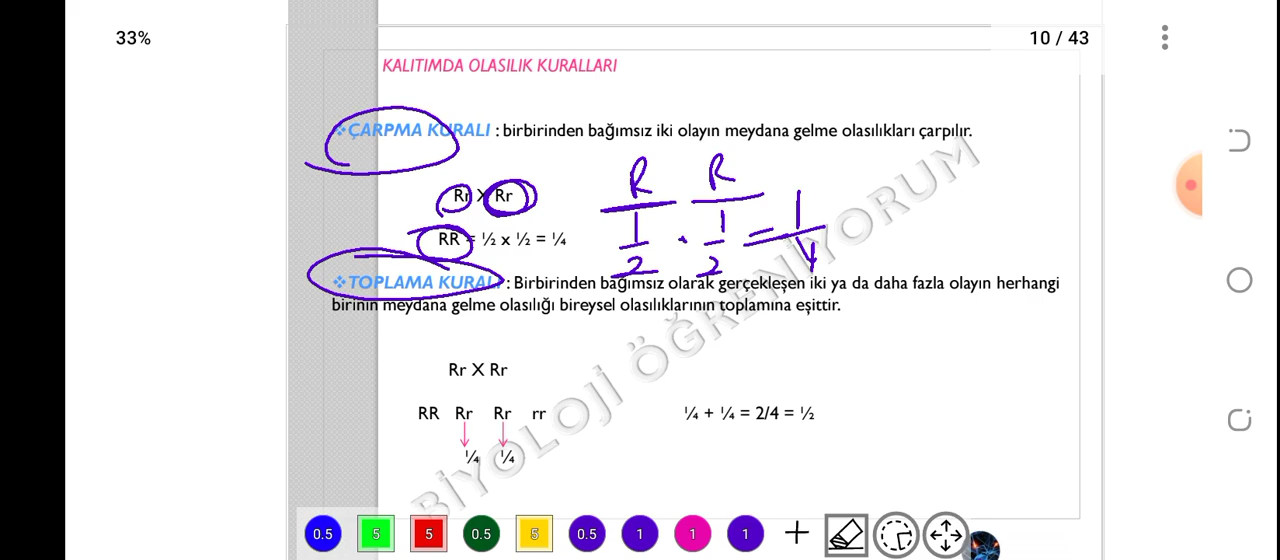 33%
10 / 43
KALITIMDA OLASILIK KURALLARI
❖ÇARPMA KURALI : birbirinden bağımsız iki olayın meydana gelme olasılıkları çarpılır.
R R
Rr X Rr
RR = ½ x ½ = ¼
1/2 . 1/2 = 1/4
❖TOPLAMA KURALI : Birbirinden bağımsız olarak gerçekleşen iki ya da daha fazla olayın herhangi
birinin meydana gelme olasılığı bireysel olasılıklarının toplamına eşittir.
Rr X Rr
RR Rr Rr rr
¼ + ¼ = 2/4 = ½
¼ ¼
BİYOLOJİ ÖĞRENİYORUM
0.5 5 5 0.5 5 0.5 1 1 1